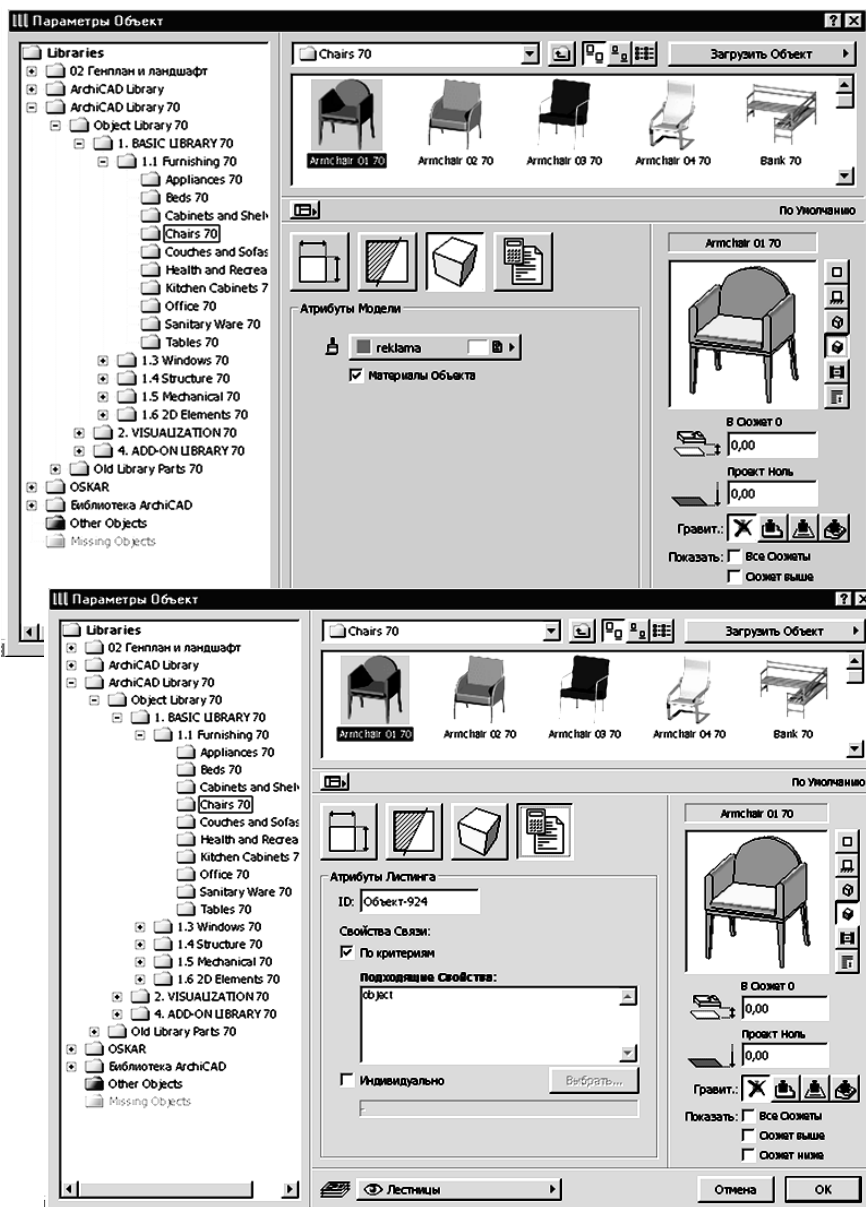 Параметры Объект
Libraries
02 Генплан и ландшафт
ArchiCAD Library
ArchiCAD Library 70
Object Library 70
1. BASIC LIBRARY 70
1.1 Furnishing 70
Appliances 70
Beds 70
Cabinets and Shelv
Chairs 70
Couches and Sofas
Health and Recrea
Kitchen Cabinets 7
Office 70
Sanitary Ware 70
Tables 70
1.3 Windows 70
1.4 Structure 70
1.5 Mechanical 70
1.6 2D Elements 70
2. VISUALIZATION 70
4. ADD-ON LIBRARY 70
Old Library Parts 70
OSKAR
Библиотека ArchiCAD
Other Objects
Missing Objects
Chairs 70
Загрузить Объект
Armchair 01 70
Armchair 02 70
Armchair 03 70
Armchair 04 70
Bank 70
По Умолчанию
Атрибуты Модели
reklama
Материалы Объекта
Armchair 01 70
В Сюжет 0
0,00
Проект Ноль
0,00
Гравит.:
Показать:
Все Сюжеты
Сюжет выше
Параметры Объект
Libraries
02 Генплан и ландшафт
ArchiCAD Library
ArchiCAD Library 70
Object Library 70
1. BASIC LIBRARY 70
1.1 Furnishing 70
Appliances 70
Beds 70
Cabinets and Shelv
Chairs 70
Couches and Sofas
Health and Recrea
Kitchen Cabinets 7
Office 70
Sanitary Ware 70
Tables 70
1.3 Windows 70
1.4 Structure 70
1.5 Mechanical 70
1.6 2D Elements 70
2. VISUALIZATION 70
4. ADD-ON LIBRARY 70
Old Library Parts 70
OSKAR
Библиотека ArchiCAD
Other Objects
Missing Objects
Chairs 70
Загрузить Объект
Armchair 01 70
Armchair 02 70
Armchair 03 70
Armchair 04 70
Bank 70
По Умолчанию
Атрибуты Листинга
ID: Объект-924
Свойства Связи:
По критериям
Подходящие Свойства:
object
Индивидуально
Выбрать...
Armchair 01 70
В Сюжет 0
0,00
Проект Ноль
0,00
Гравит.:
Показать:
Все Сюжеты
Сюжет выше
Сюжет ниже
Лестницы
Отмена
OK